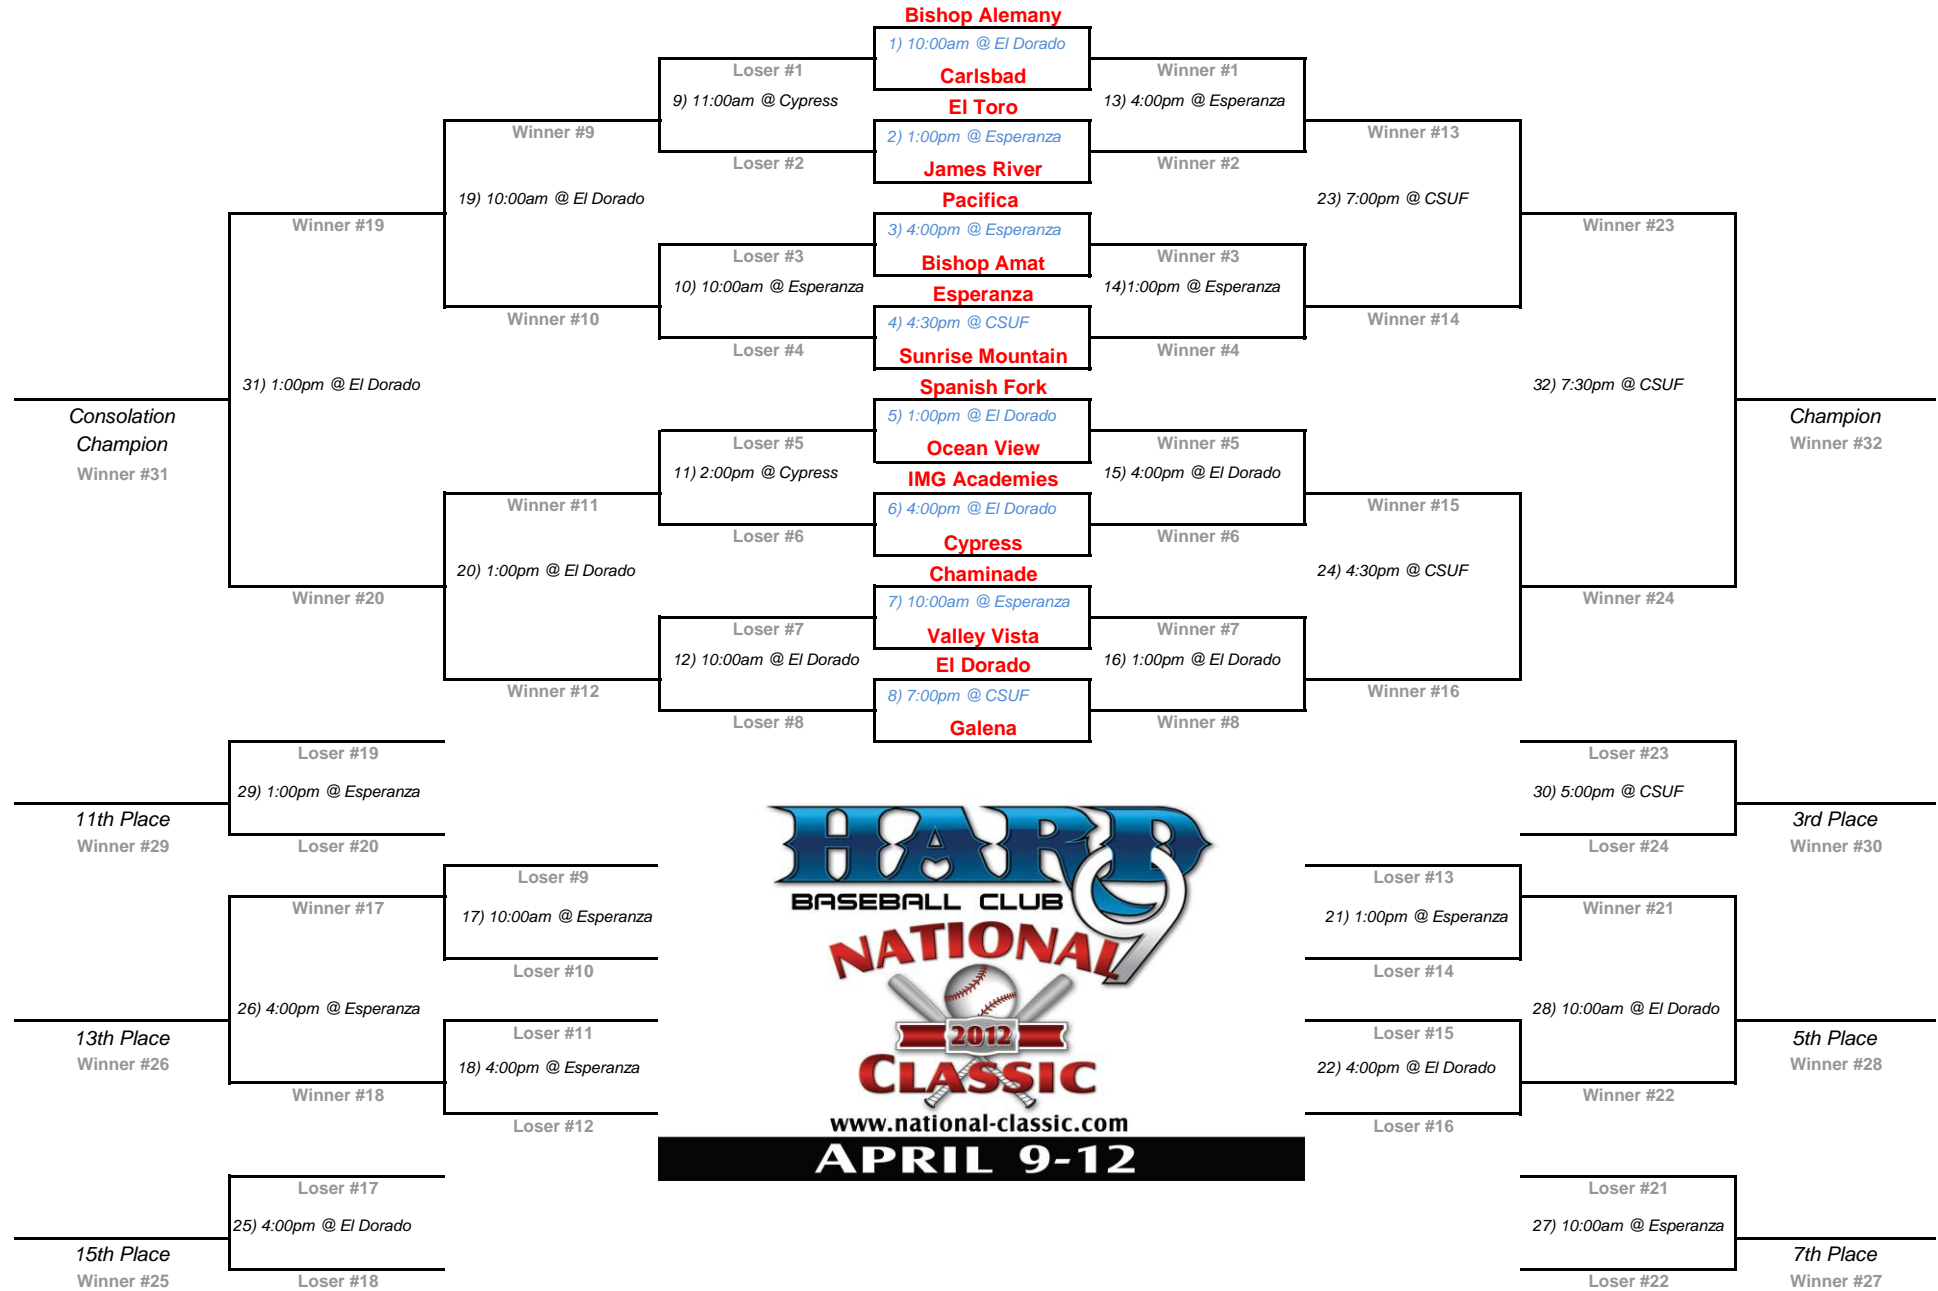 Bishop Alemany
1) 10:00am @ El Dorado
Loser #1
Carlsbad
Winner #1
9) 11:00am @ Cypress
El Toro
13) 4:00pm @ Esperanza
Winner #9
2) 1:00pm @ Esperanza
Winner #13
Loser #2
James River
Winner #2
19) 10:00am @ El Dorado
Pacifica
23) 7:00pm @ CSUF
Winner #19
3) 4:00pm @ Esperanza
Winner #23
Loser #3
Bishop Amat
Winner #3
10) 10:00am @ Esperanza
Esperanza
14)1:00pm @ Esperanza
Winner #10
4) 4:30pm @ CSUF
Winner #14
Loser #4
Sunrise Mountain
Winner #4
31) 1:00pm @ El Dorado
Spanish Fork
32) 7:30pm @ CSUF
Consolation
Champion
5) 1:00pm @ El Dorado
Champion
Winner #32
Loser #5
Ocean View
Winner #5
Winner #31
11) 2:00pm @ Cypress
IMG Academies
15) 4:00pm @ El Dorado
Winner #11
6) 4:00pm @ El Dorado
Winner #15
Loser #6
Cypress
Winner #6
20) 1:00pm @ El Dorado
Chaminade
24) 4:30pm @ CSUF
Winner #20
7) 10:00am @ Esperanza
Winner #24
Loser #7
Valley Vista
Winner #7
12) 10:00am @ El Dorado
El Dorado
16) 1:00pm @ El Dorado
Winner #12
8) 7:00pm @ CSUF
Winner #16
Loser #8
Galena
Winner #8
Loser #19
Loser #23
29) 1:00pm @ Esperanza
30) 5:00pm @ CSUF
11th Place
3rd Place
Winner #29
Loser #20
Loser #24
Winner #30
HARD 9
BASEBALL CLUB
NATIONAL
2012
CLASSIC
www.national-classic.com
APRIL 9-12
Loser #9
Loser #13
Winner #17
17) 10:00am @ Esperanza
21) 1:00pm @ Esperanza
Winner #21
Loser #10
Loser #14
26) 4:00pm @ Esperanza
28) 10:00am @ El Dorado
13th Place
Loser #11
Loser #15
5th Place
Winner #26
18) 4:00pm @ Esperanza
22) 4:00pm @ El Dorado
Winner #28
Winner #18
Winner #22
Loser #12
Loser #16
Loser #17
Loser #21
25) 4:00pm @ El Dorado
27) 10:00am @ Esperanza
15th Place
7th Place
Winner #25
Loser #18
Loser #22
Winner #27